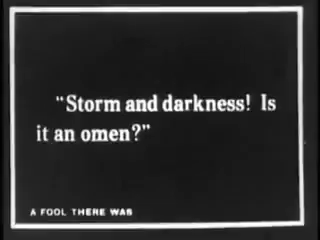 "Storm and darkness! Is
it an omen?"
A FOOL THERE WAS